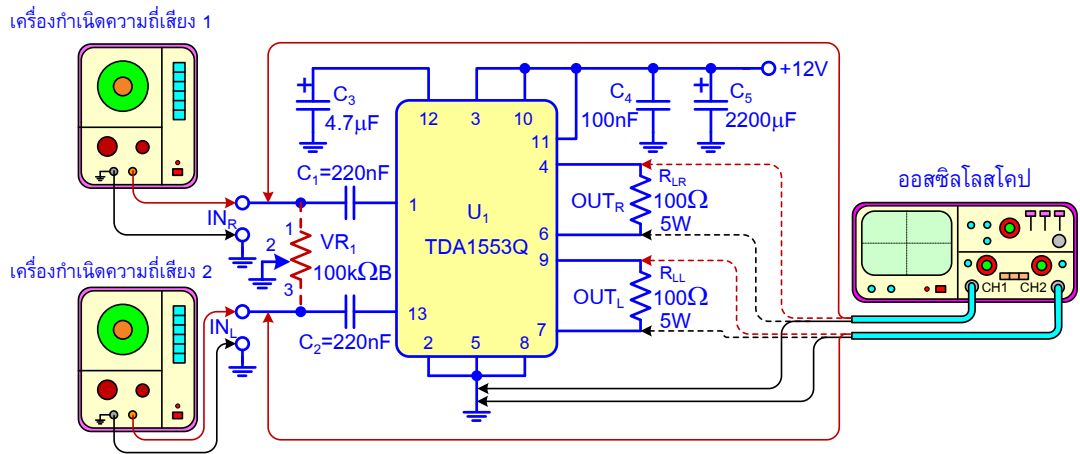 เครื่องกำเนิดความถี่เสียง 1
+12V
C3
4.7µF
+
12
3
10
11
C4
100nF
+
C5
2200µF
C1=220nF
4
RLR
100Ω
5W
OUTR
ออสซิลโลสโคป
INR
1
2
3
VR1
100kΩB
1
U1
TDA1553Q
6
9
RLL
100Ω
5W
OUTL
CH1
CH2
เครื่องกำเนิดความถี่เสียง 2
INL
C2=220nF
13
7
2
5
8